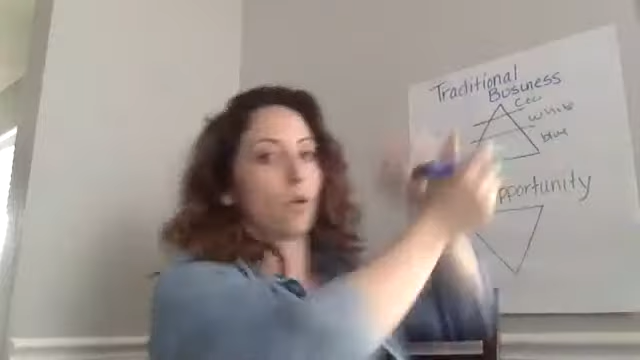 Traditional
Business
CEO
White
blue
pportunity